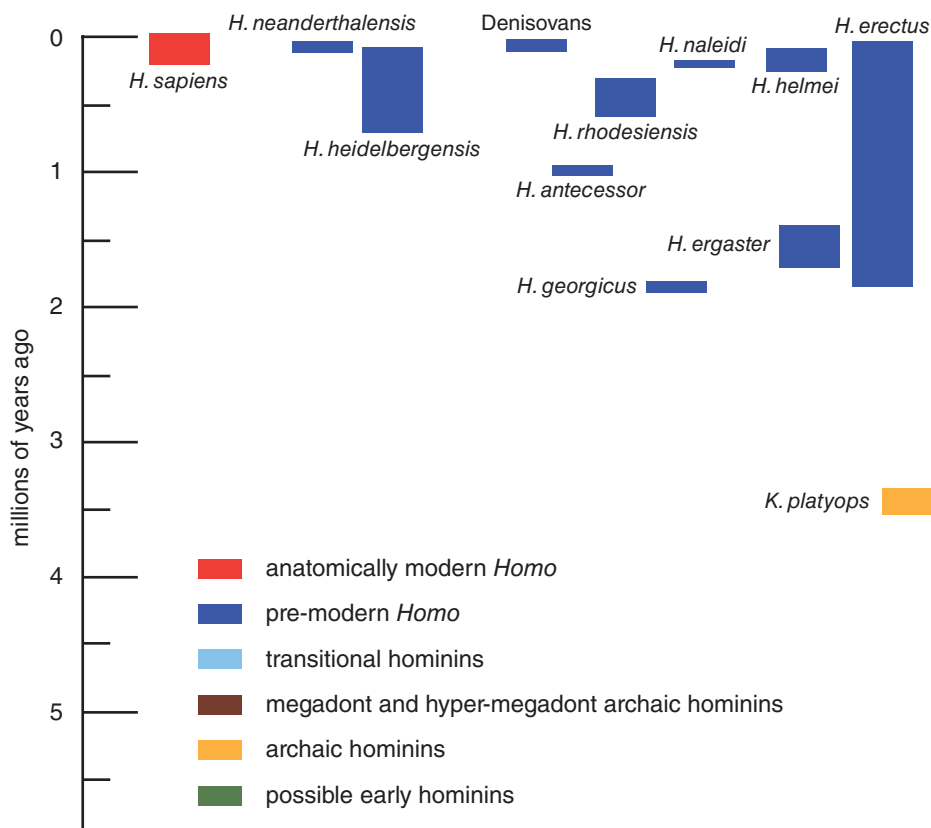 0
H. neanderthalensis
Denisovans
H. erectus
H. naleidi
H. sapiens
H. helmei
H. rhodesiensis
H. heidelbergensis
1
H. antecessor
H. ergaster
H. georgicus
2
millions of years ago
3
K. platyops
anatomically modern Homo
4
pre-modern Homo
transitional hominins
megadont and hyper-megadont archaic hominins
5
archaic hominins
possible early hominins